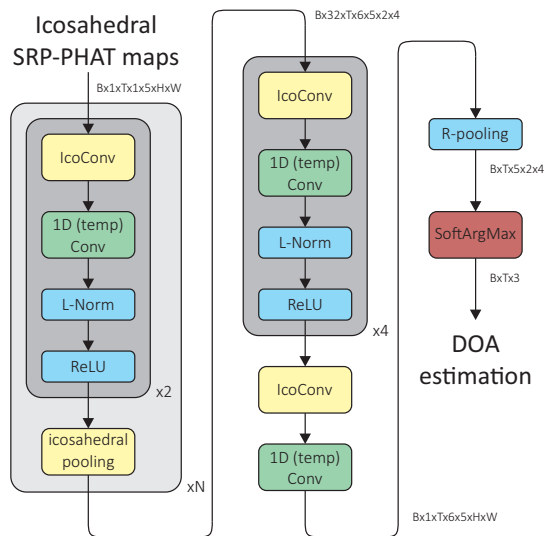 Icosahedral
SRP-PHAT maps
Bx1xTx1x5xHxW
IcoConv
1D (temp)
Conv
L-Norm
ReLU
x2
icosahedral
pooling
xN
Bx32xTx6x5x2x4
IcoConv
1D (temp)
Conv
L-Norm
ReLU
x4
IcoConv
1D (temp)
Conv
Bx1xTx6x5xHxW
R-pooling
BxTx5x2x4
SoftArgMax
BxTx3
DOA
estimation